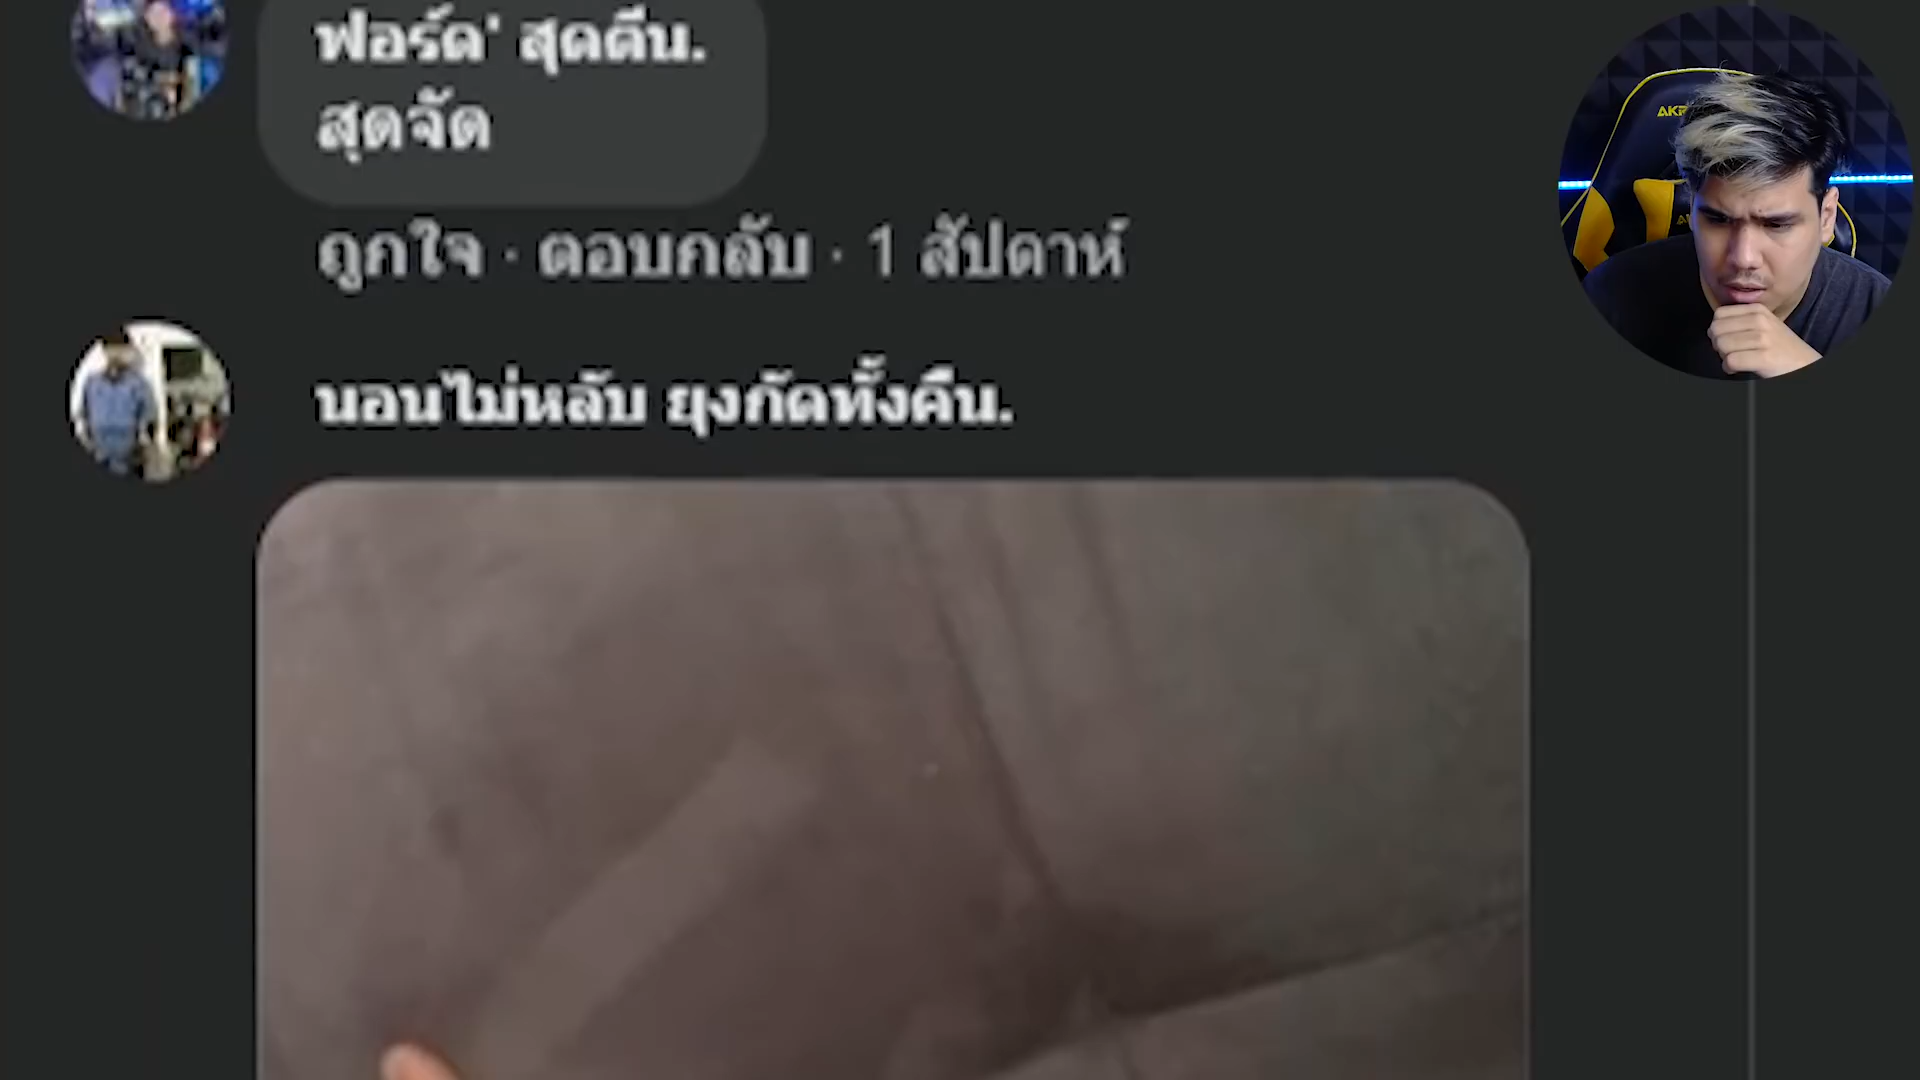 ฟอร์ด' สุดตีน.
สุดจัด
ถูกใจ · ตอบกลับ · 1 สัปดาห์
นอนไม่หลับ ยุงกัดทั้งคืน.